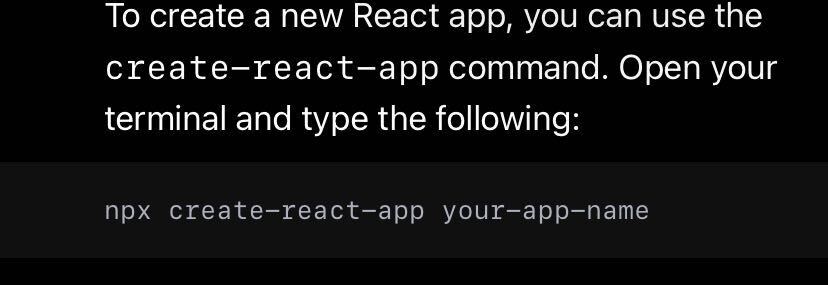 To create a new React app, you can use the
create-react-app command. Open your
terminal and type the following:
npx create-react-app your-app-name